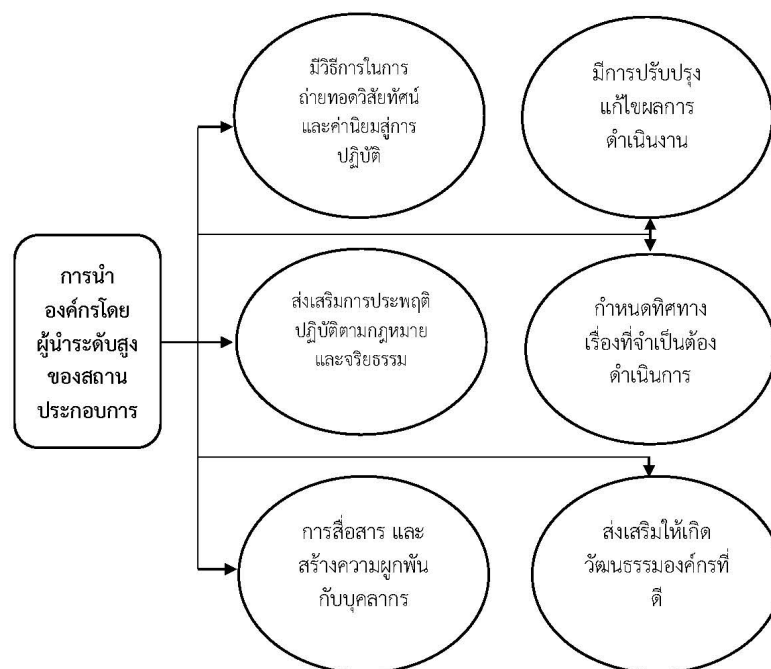 มีวิธีการในการ
ถ่ายทอดวิสัยทัศน์
และค่านิยมสู่การ
ปฏิบัติ
มีการปรับปรุง
แก้ไขผลการ
ดำเนินงาน
การนำ
องค์กรโดย
ผู้นำระดับสูง
ของสถาน
ประกอบการ
ส่งเสริมการประพฤติ
ปฏิบัติตามกฎหมาย
และจริยธรรม
กำหนดทิศทาง
เรื่องที่จำเป็นต้อง
ดำเนินการ
การสื่อสาร และ
สร้างความผูกพัน
กับบุคลากร
ส่งเสริมให้เกิด
วัฒนธรรมองค์กรที่
ดี